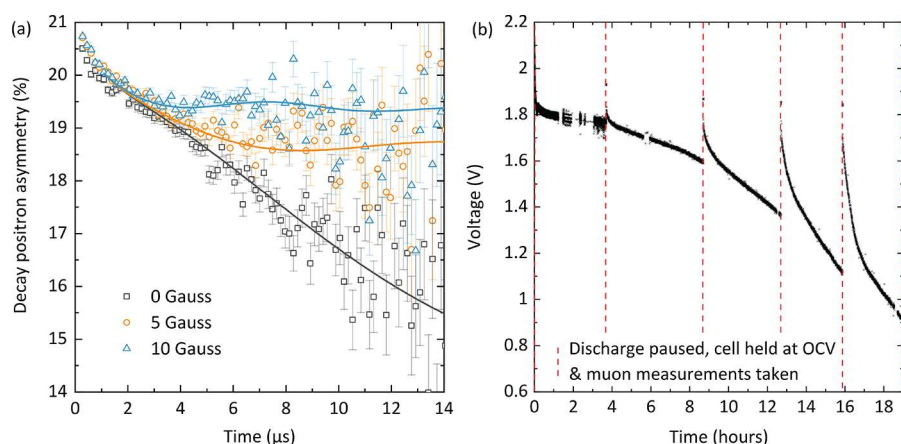 (a)
21
20
19
18
17
16
15
14
Decay positron asymmetry (%)
0 Gauss
5 Gauss
10 Gauss
0 2 4 6 8 10 12 14
Time (µs)
(b)
2.2
2
1.8
1.6
1.4
1.2
1
0.8
0.6
Voltage (V)
Discharge paused, cell held at OCV
& muon measurements taken
0 2 4 6 8 10 12 14 16 18
Time (hours)